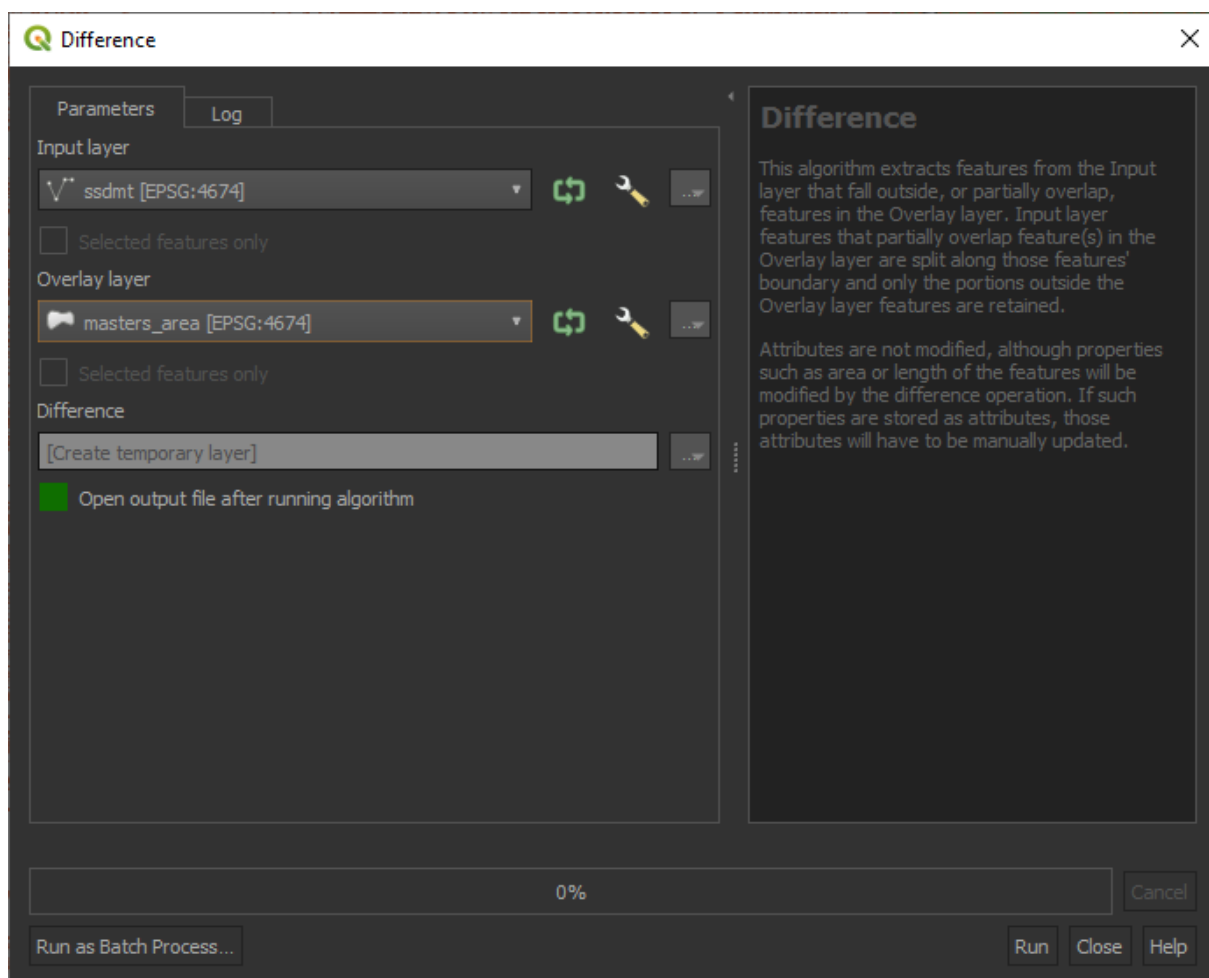 Difference
Parameters
Log
Input layer
ssdmt [EPSG:4674]
Selected features only
Overlay layer
masters_area [EPSG:4674]
Selected features only
Difference
[Create temporary layer]
Open output file after running algorithm
Difference
This algorithm extracts features from the Input
layer that fall outside, or partially overlap,
features in the Overlay layer. Input layer
features that partially overlap feature(s) in the
Overlay layer are split along those features'
boundary and only the portions outside the
Overlay layer features are retained.
Attributes are not modified, although properties
such as area or length of the features will be
modified by the difference operation. If such
properties are stored as attributes, those
attributes will have to be manually updated.
0%
Cancel
Run as Batch Process...
Run
Close
Help